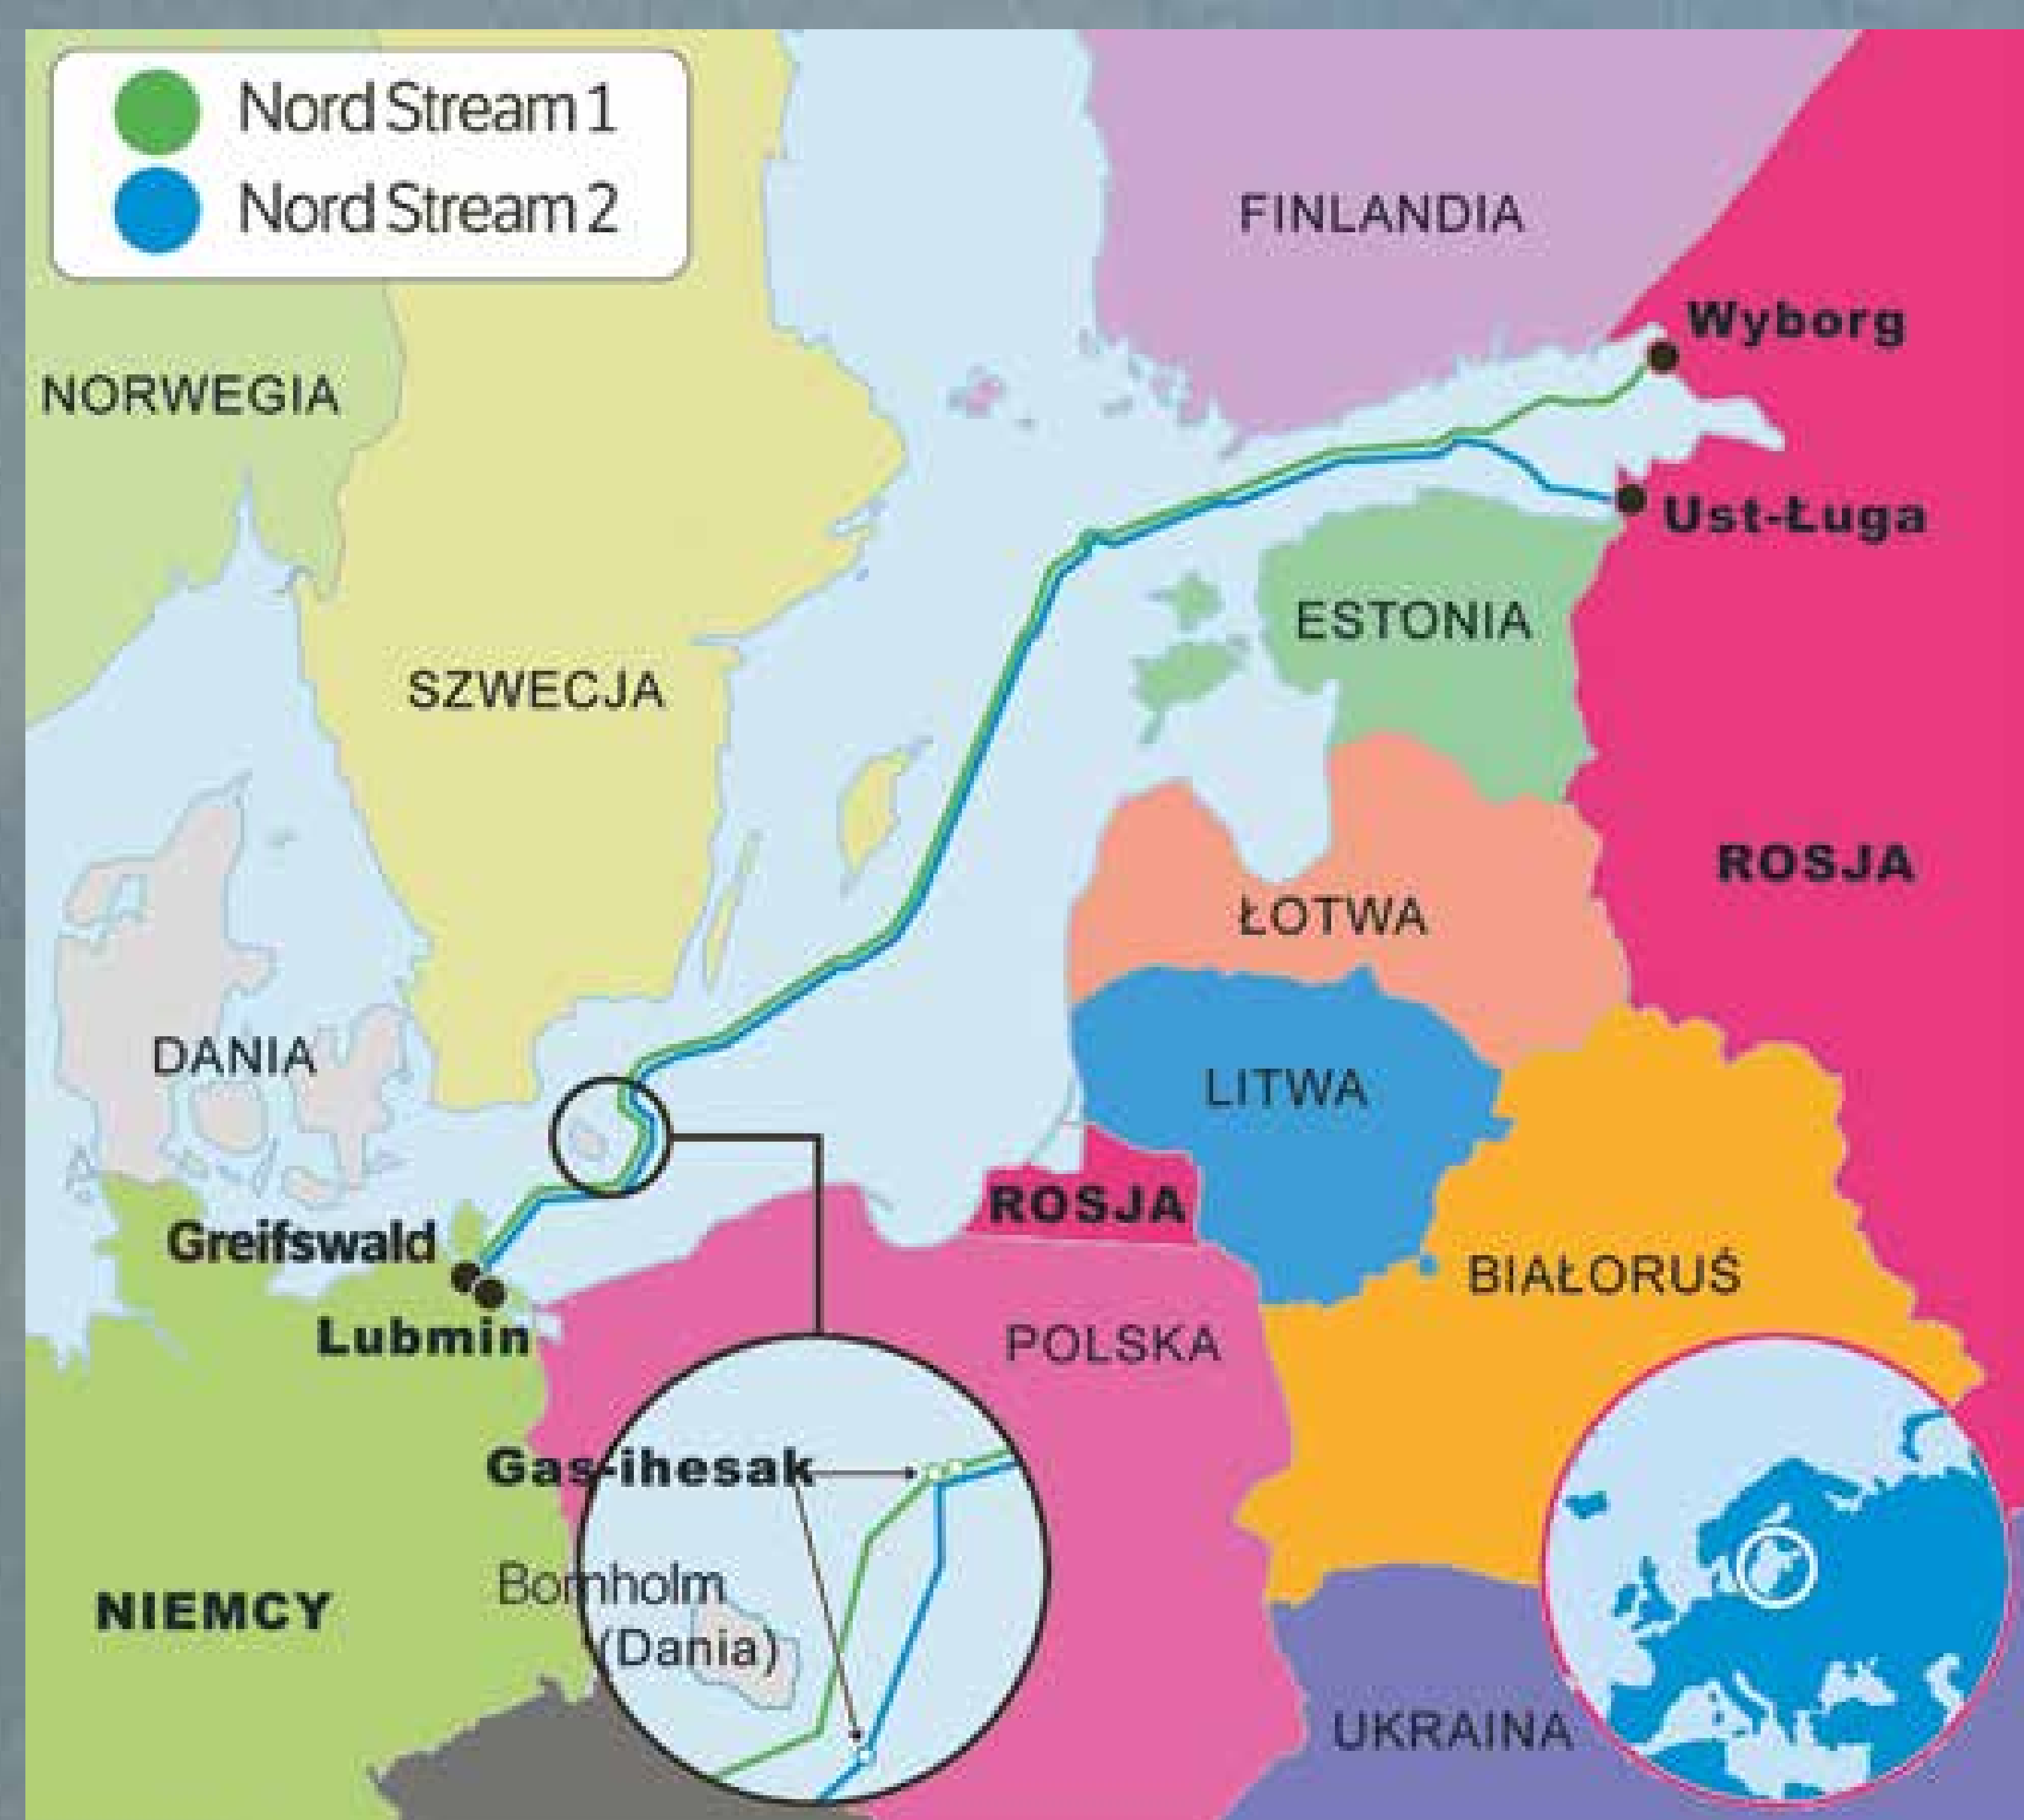 Nord Stream 1
Nord Stream 2
FINLANDIA
Wyborg
NORWEGIA
Ust-Ługa
ESTONIA
SZWECJA
ROSJA
ŁOTWA
DANIA
LITWA
ROSJA
Greifswald
BIAŁORUŚ
Lubmin
POLSKA
Gas-ihesak
Bornholm
(Dania)
NIEMCY
UKRAINA